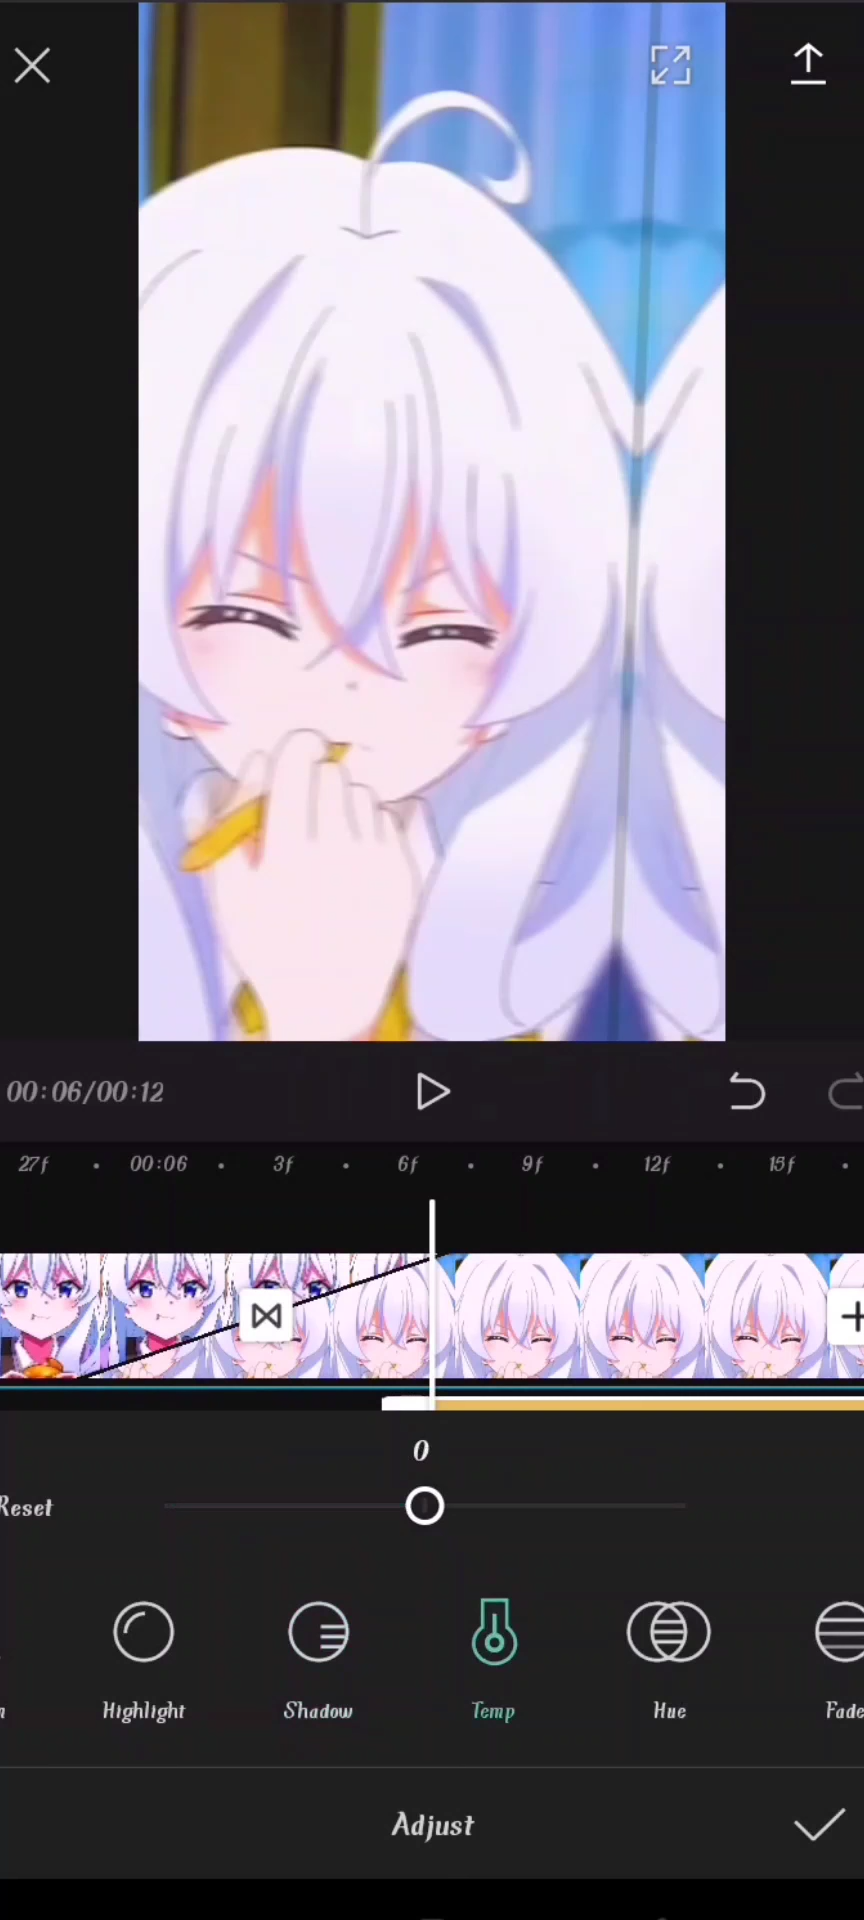 00:06/00:12
27f 00:06 3f 6f 9f 12f 15f
0
Reset
Highlight Shadow Temp Hue Fade
Adjust